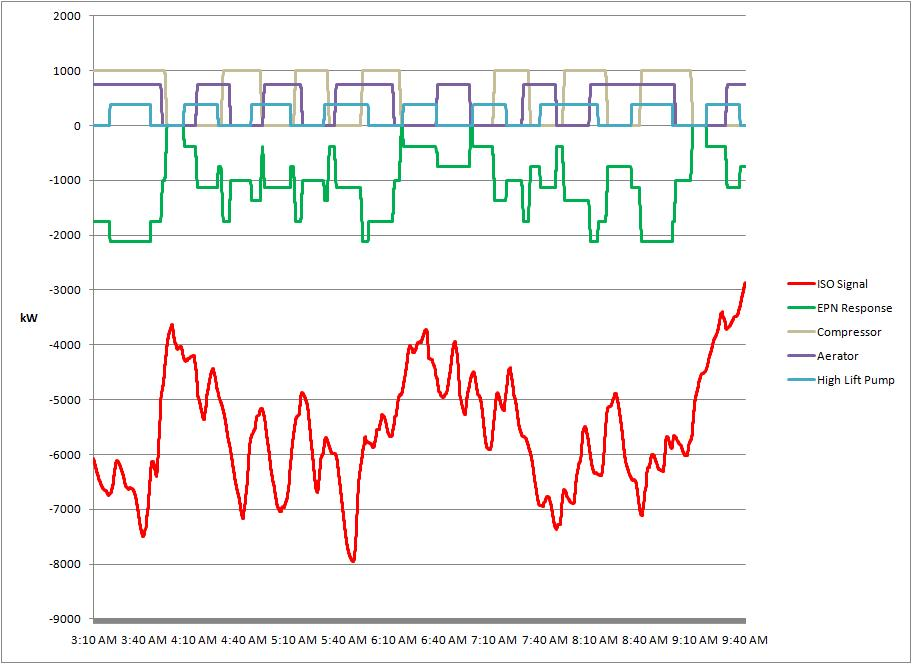 2000
1000
0
-1000
-2000
-3000
kW
-4000
-5000
-6000
-7000
-8000
-9000
3:10 AM 3:40 AM 4:10 AM 4:40 AM 5:10 AM 5:40 AM 6:10 AM 6:40 AM 7:10 AM 7:40 AM 8:10 AM 8:40 AM 9:10 AM 9:40 AM
ISO Signal
EPN Response
Compressor
Aerator
High Lift Pump